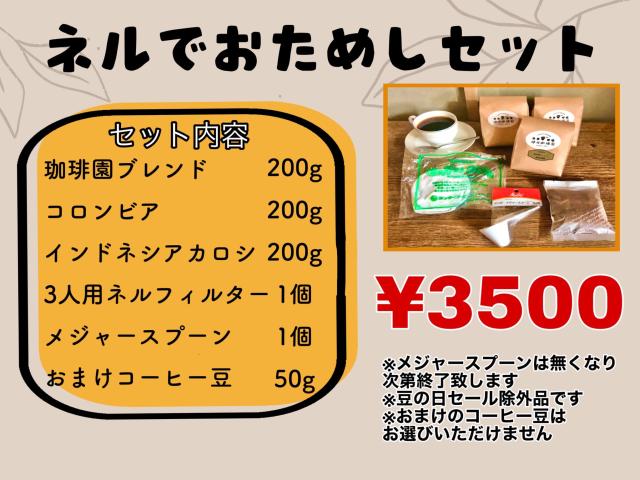 ネルでおためしセット
セット内容
珈琲園ブレンド 200g
コロンビア 200g
インドネシアカロシ 200g
3人用ネルフィルター 1個
メジャースプーン 1個
おまけコーヒー豆 50g
¥3500
※メジャースプーンは無くなり
次第終了致します
※豆の日セール除外品です
※おまけのコーヒー豆は
お選びいただけません